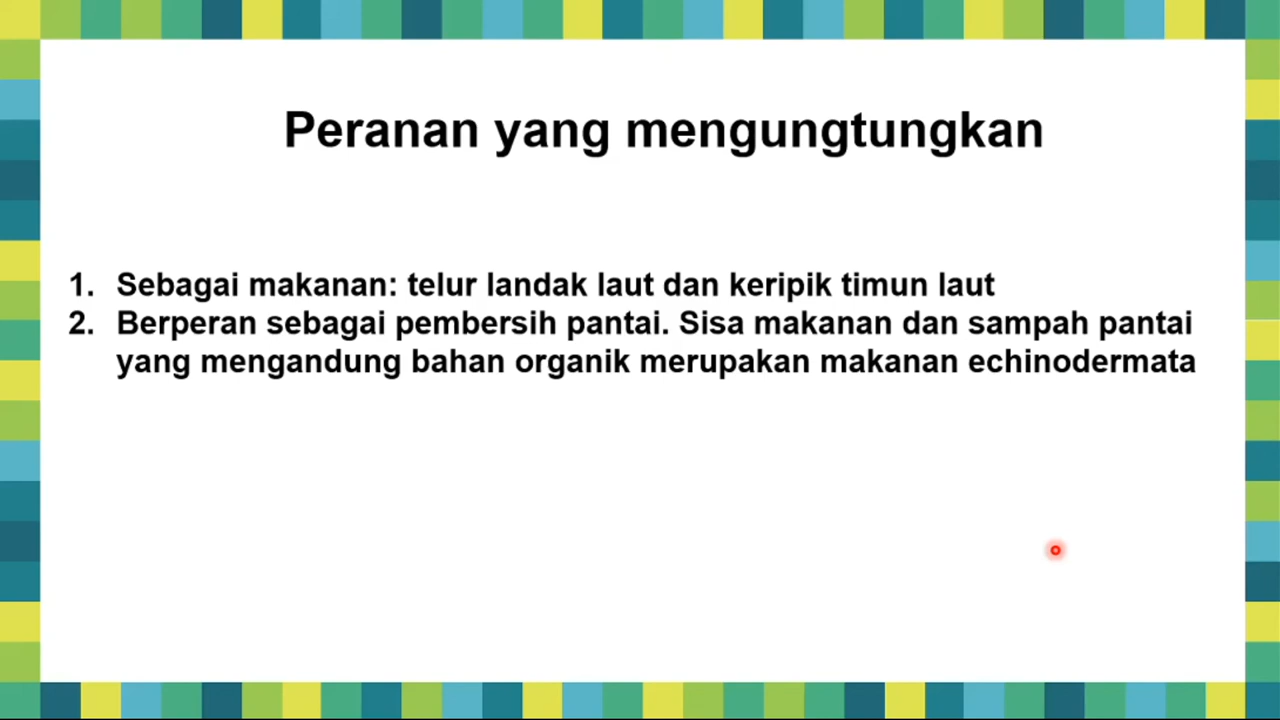 Peranan yang mengungtungkan
1. Sebagai makanan: telur landak laut dan keripik timun laut
2. Berperan sebagai pembersih pantai. Sisa makanan dan sampah pantai
yang mengandung bahan organik merupakan makanan echinodermata